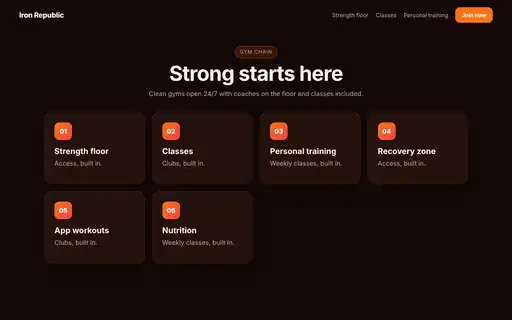 Iron Republic
Strength floor
Classes
Personal training
Join now
GYM CHAIN
Strong starts here
Clean gyms open 24/7 with coaches on the floor and classes included.
01
Strength floor
Access, built in.
02
Classes
Clubs, built in.
03
Personal training
Weekly classes, built in.
04
Recovery zone
Access, built in.
05
App workouts
Clubs, built in.
06
Nutrition
Weekly classes, built in.